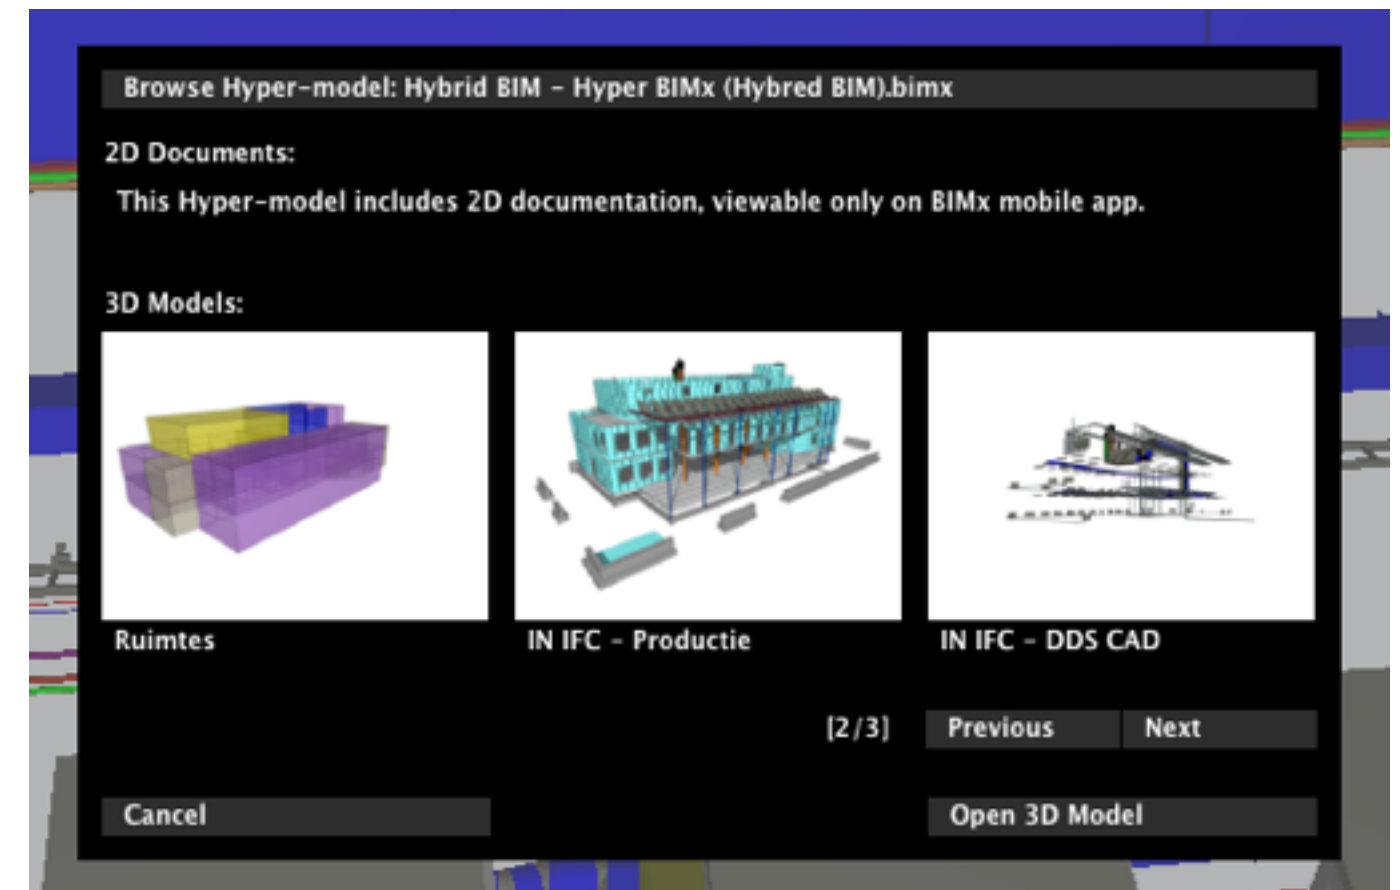 Browse Hyper-model: Hybrid BIM - Hyper BIMx (Hybred BIM).bimx
2D Documents:
This Hyper-model includes 2D documentation, viewable only on BIMx mobile app.
3D Models:
Ruimtes
IN IFC - Productie
IN IFC - DDS CAD
[2/3]
Previous
Next
Cancel
Open 3D Model